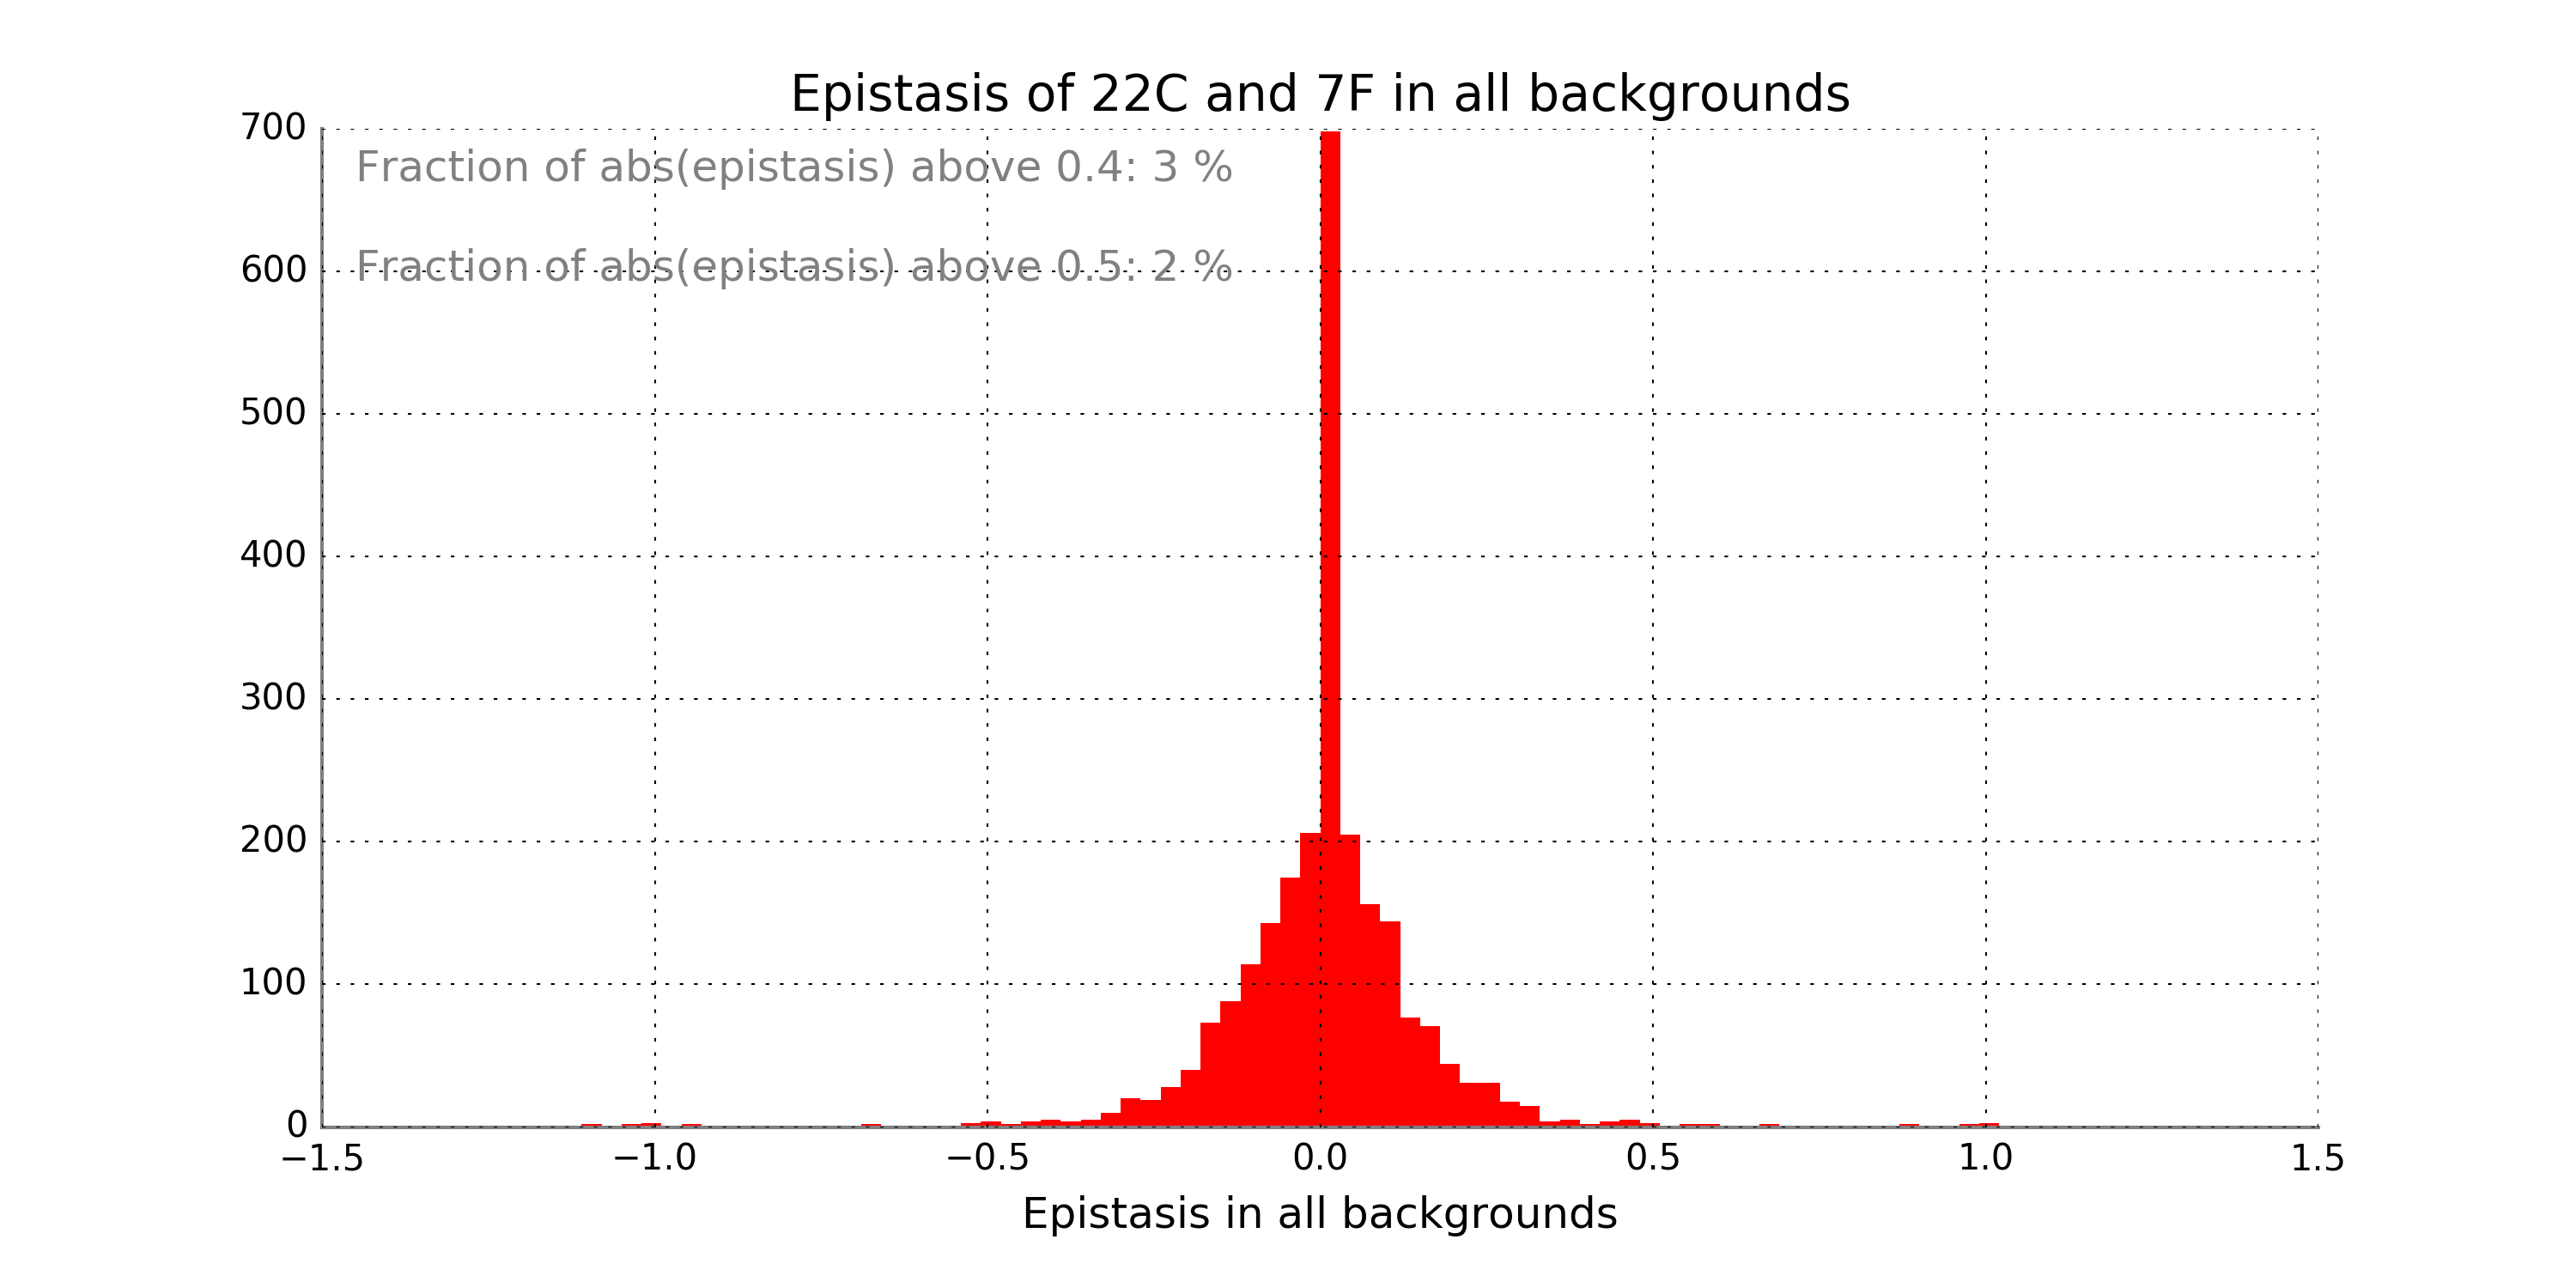 Epistasis of 22C and 7F in all backgrounds
700
Fraction of abs(epistasis) above 0.4: 3 %
600
Fraction of abs(epistasis) above 0.5: 2 %
500
400
300
200
100
0
−1.5 −1.0 −0.5 0.0 0.5 1.0 1.5
Epistasis in all backgrounds